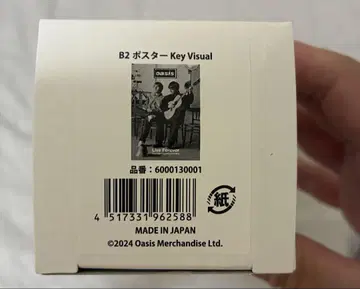 B2 ポスター Key Visual
oasis
Live Forever
品番：6000130001
4 517331 962588
紙
MADE IN JAPAN
©2024 Oasis Merchandise Ltd.